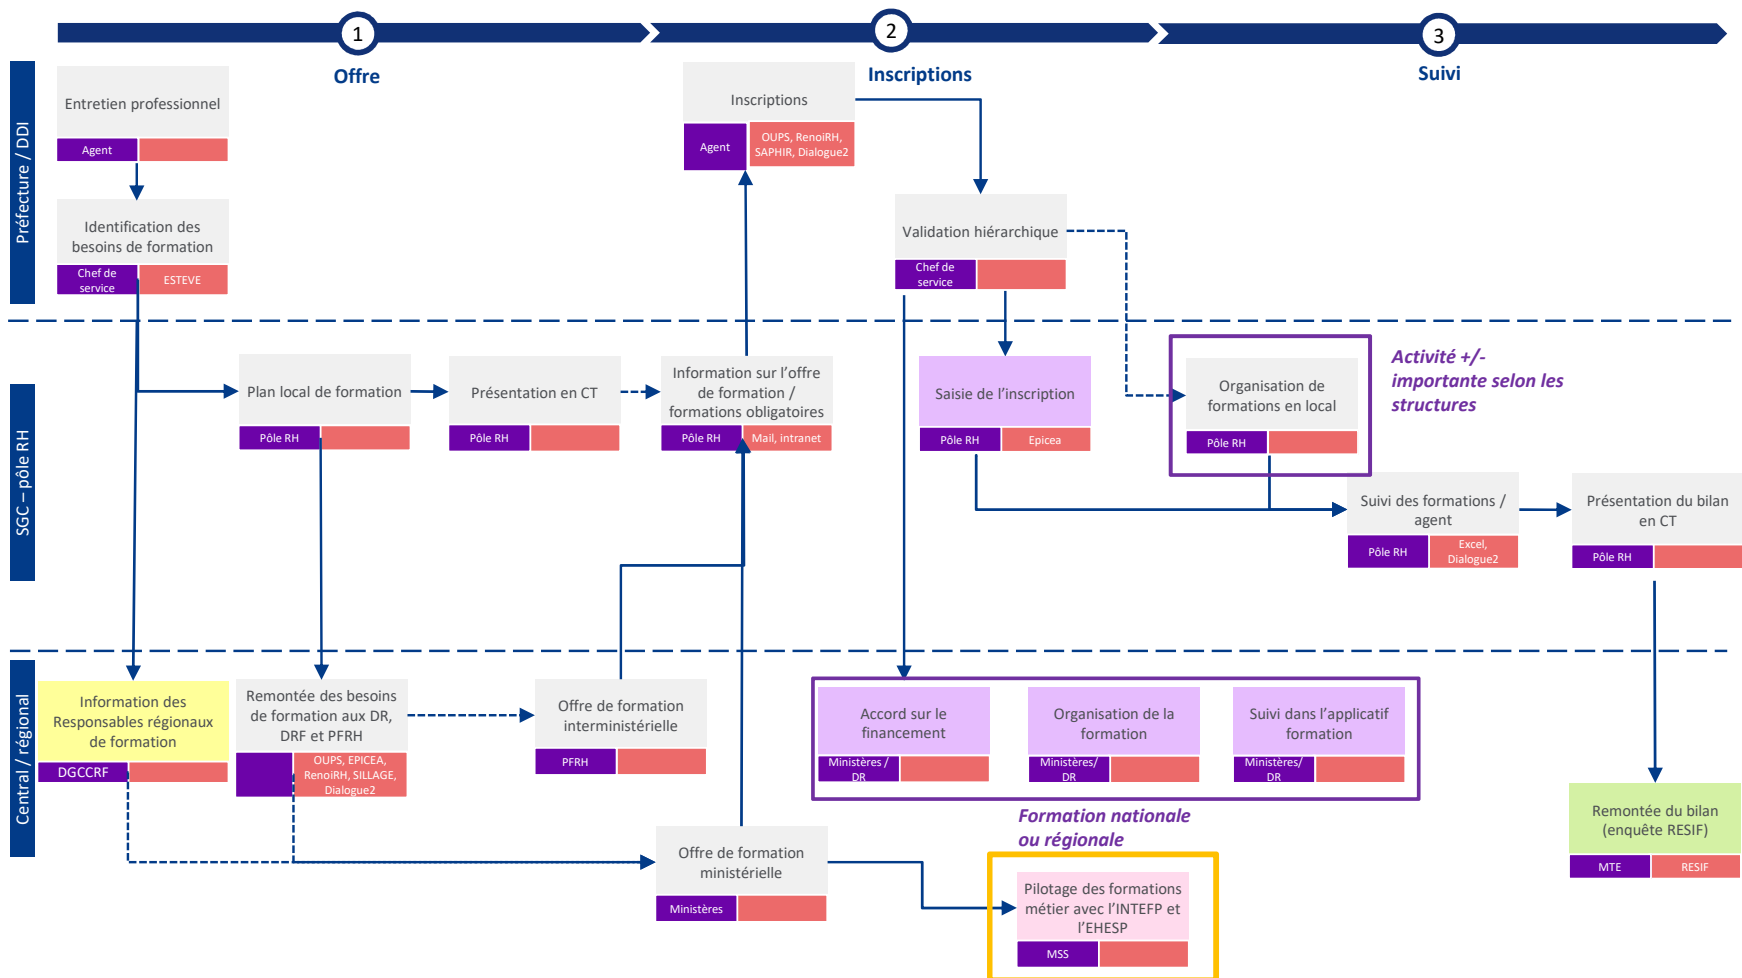 1
2
3
Offre
Inscriptions
Suivi
Préfecture / DDI
Entretien professionnel
Agent
Identification des
besoins de formation
Chef de
service
ESTEVE
Inscriptions
Agent
OUPS, RenoiRH,
SAPHIR, Dialogue2
Validation hiérarchique
Chef de
service
SGC – pôle RH
Plan local de formation
Pôle RH
Présentation en CT
Pôle RH
Information sur l’offre
de formation /
formations obligatoires
Pôle RH
Mail, intranet
Saisie de l’inscription
Pôle RH
Epicea
Organisation de
formations en local
Pôle RH
Activité +/-
importante selon les
structures
Suivi des formations /
agent
Pôle RH
Excel,
Dialogue2
Présentation du bilan
en CT
Pôle RH
Central / régional
Information des
Responsables régionaux
de formation
DGCCRF
Remontée des besoins
de formation aux DR,
DRF et PFRH
OUPS, EPICEA,
RenoiRH, SILLAGE,
Dialogue2
Offre de formation
interministérielle
PFRH
Accord sur le
financement
Ministères /
DR
Organisation de la
formation
Ministères/
DR
Suivi dans l’applicatif
formation
Ministères/
DR
Formation nationale
ou régionale
Offre de formation
ministérielle
Ministères
Pilotage des formations
métier avec l’INTEFP et
l’EHESP
MSS
Remontée du bilan
(enquête RESIF)
MTE
RESIF